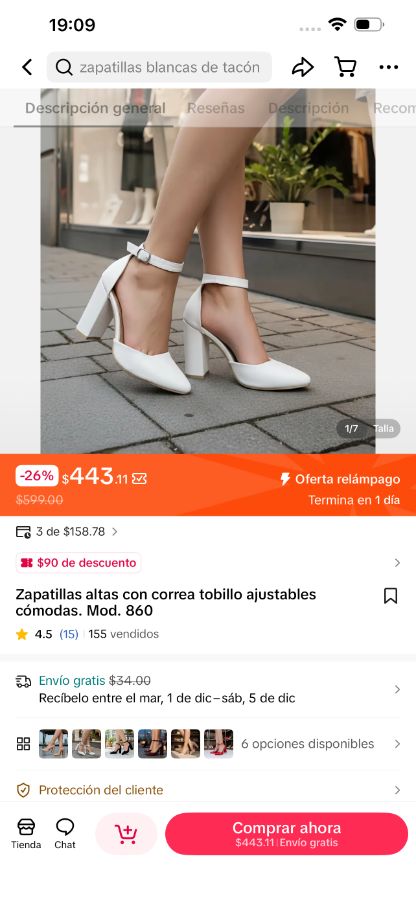 19:09
zapatillas blancas de tacón
Descripción general Reseñas Descripción Recom
1/7 Talla
-26% $443.11
Oferta relámpago
$599.00
Termina en 1 día
3 de $158.78
$90 de descuento
Zapatillas altas con correa tobillo ajustables
cómodas. Mod. 860
4.5 (15) 155 vendidos
Envío gratis $34.00
Recíbelo entre el mar, 1 de dic–sáb, 5 de dic
6 opciones disponibles
Protección del cliente
Tienda
Chat
Comprar ahora
$443.11 | Envío gratis